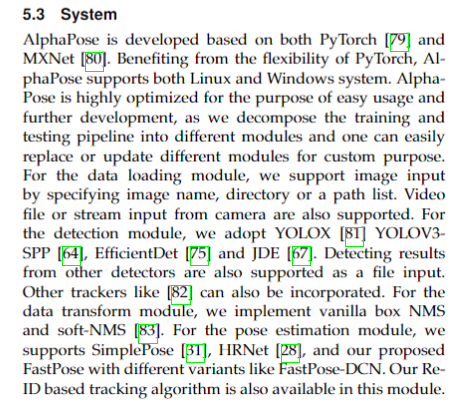 5.3 System
AlphaPose is developed based on both PyTorch [79] and
MXNet [80]. Benefiting from the flexibility of PyTorch, Al-
phaPose supports both Linux and Windows system. Alpha-
Pose is highly optimized for the purpose of easy usage and
further development, as we decompose the training and
testing pipeline into different modules and one can easily
replace or update different modules for custom purpose.
For the data loading module, we support image input
by specifying image name, directory or a path list. Video
file or stream input from camera are also supported. For
the detection module, we adopt YOLOX [81] YOLOV3-
SPP [64], EfficientDet [75] and JDE [67]. Detecting results
from other detectors are also supported as a file input.
Other trackers like [82] can also be incorporated. For the
data transform module, we implement vanilla box NMS
and soft-NMS [83]. For the pose estimation module, we
supports SimplePose [31], HRNet [28], and our proposed
FastPose with different variants like FastPose-DCN. Our Re-
ID based tracking algorithm is also available in this module.